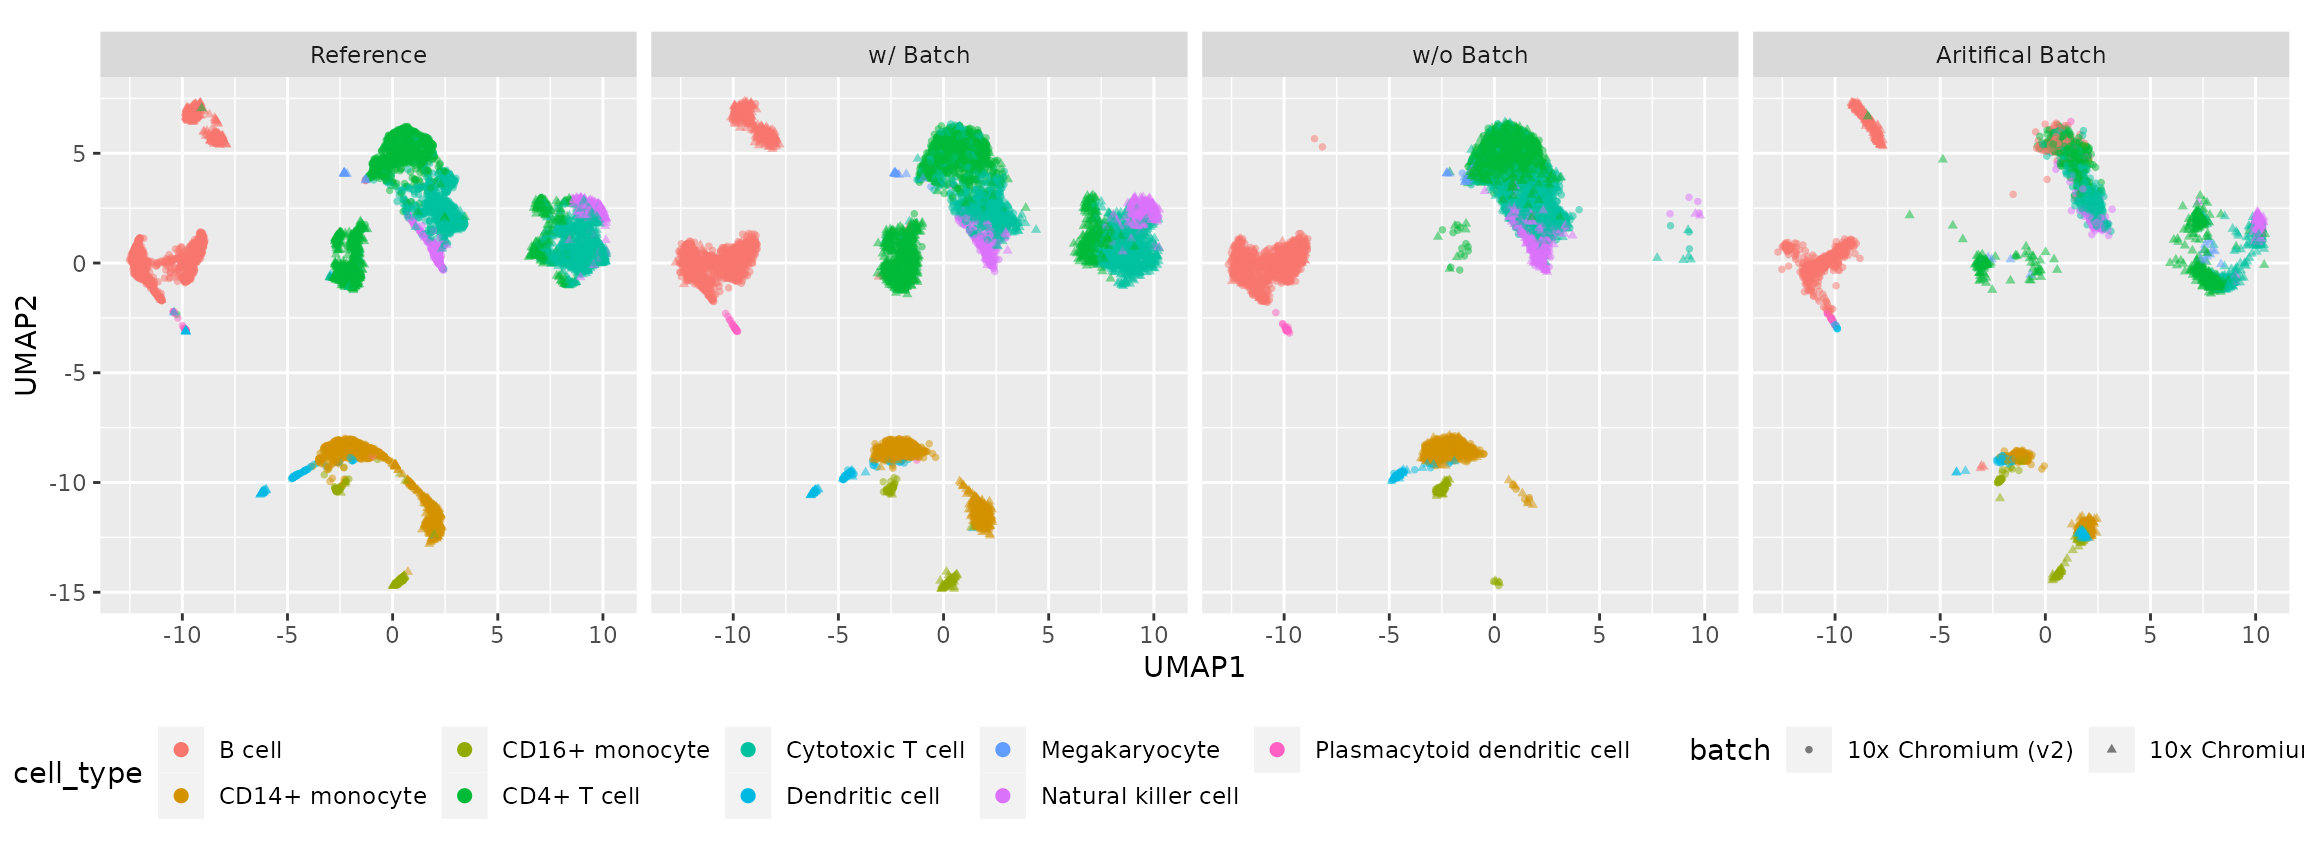 Reference w/ Batch w/o Batch Aritifical Batch
5
0
-5
-10
-15
UMAP2
-10 -5 0 5 10 -10 -5 0 5 10 -10 -5 0 5 10 -10 -5 0 5 10
UMAP1
cell_type
B cell CD16+ monocyte Cytotoxic T cell Megakaryocyte Plasmacytoid dendritic cell
CD14+ monocyte CD4+ T cell Dendritic cell Natural killer cell
batch 10x Chromium (v2) 10x